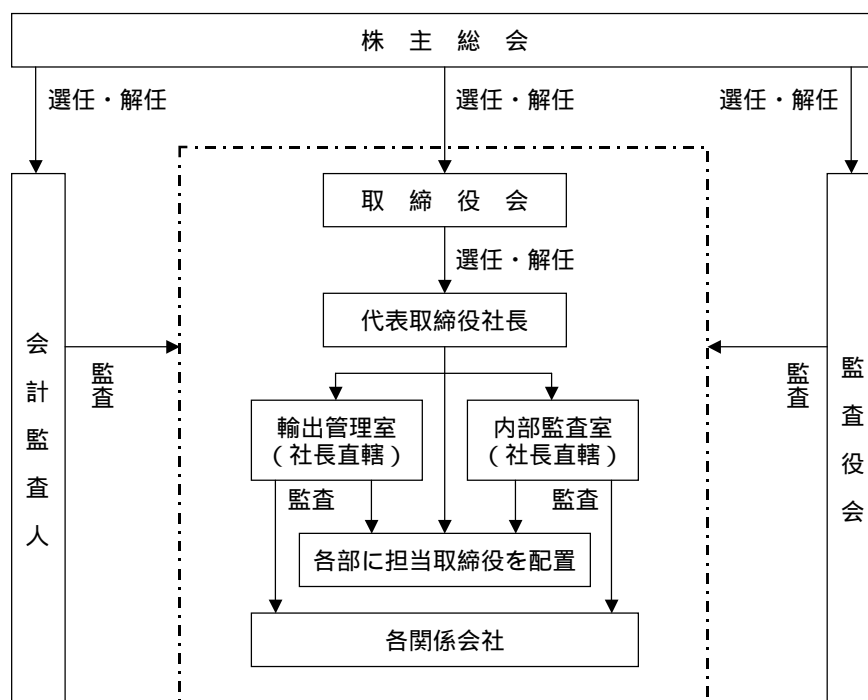 株 主 総 会
選任・解任
選任・解任
選任・解任
取 締 役 会
選任・解任
代表取締役社長
会計監査人
監査
監査
監査役会
輸出管理室
（社長直轄）
内部監査室
（社長直轄）
監査
監査
各部に担当取締役を配置
各関係会社